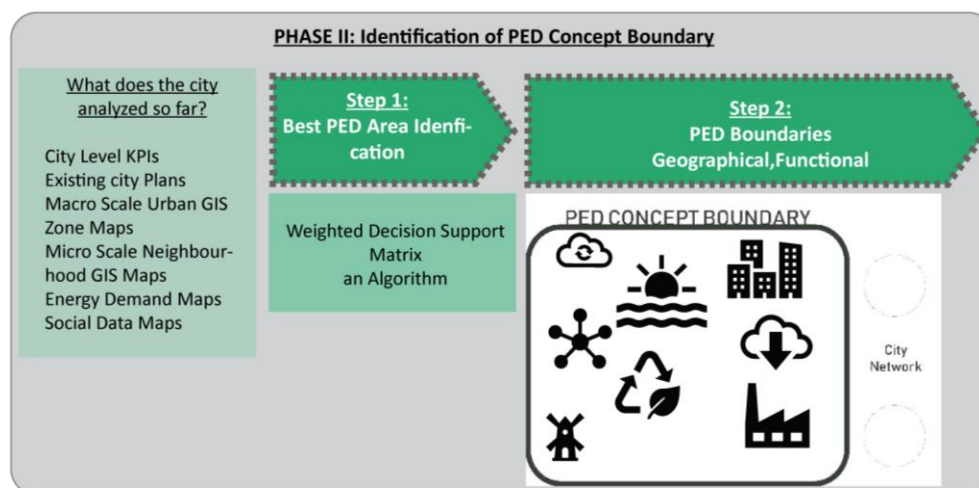 PHASE II: Identification of PED Concept Boundary
What does the city
analyzed so far?
City Level KPIs
Existing city Plans
Macro Scale Urban GIS
Zone Maps
Micro Scale Neighbour-
hood GIS Maps
Energy Demand Maps
Social Data Maps
Step 1:
Best PED Area Idenfi-
cation
Weighted Decision Support
Matrix
an Algorithm
Step 2:
PED Boundaries
Geographical,Functional
PED CONCEPT BOUNDARY
City
Network